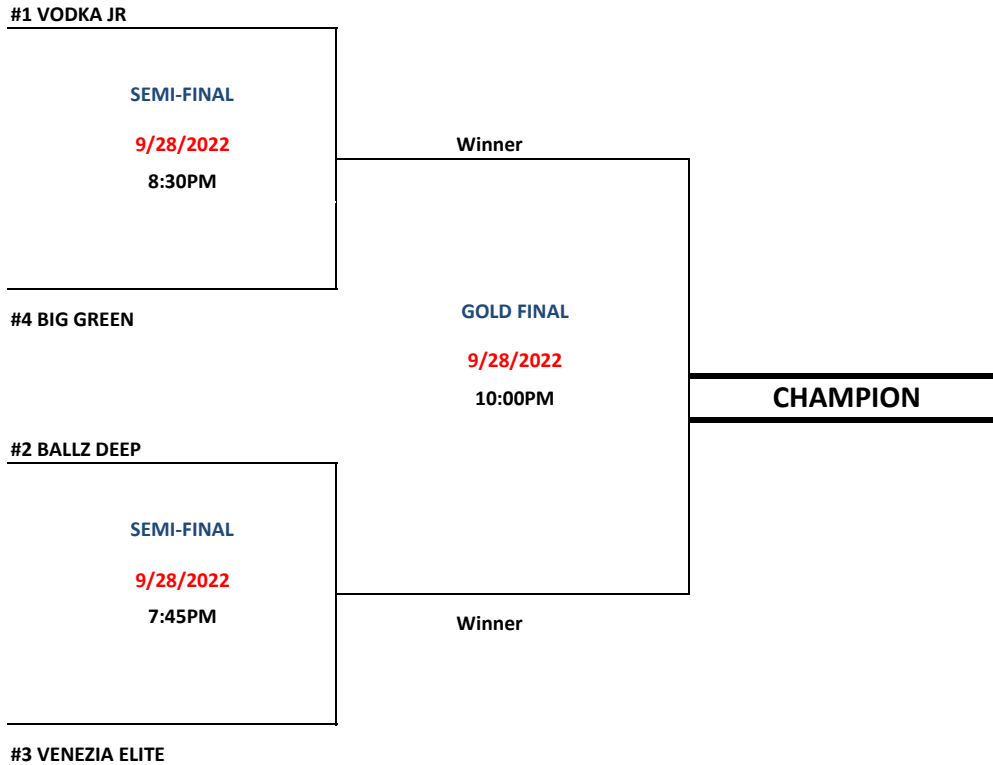 #1 VODKA JR
SEMI-FINAL
9/28/2022
8:30PM
Winner
#4 BIG GREEN
GOLD FINAL
9/28/2022
10:00PM
CHAMPION
#2 BALLZ DEEP
SEMI-FINAL
9/28/2022
7:45PM
Winner
#3 VENEZIA ELITE